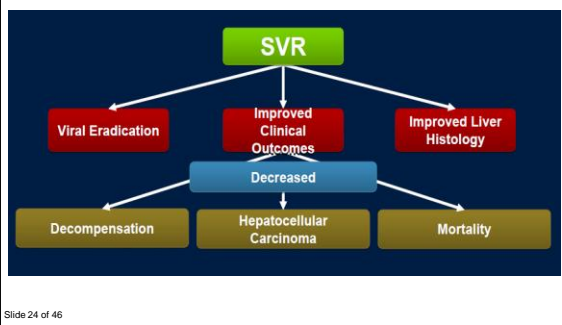 SVR
Viral Eradication
Improved
Clinical
Outcomes
Improved Liver
Histology
Decreased
Decompensation
Hepatocellular
Carcinoma
Mortality
Slide 24 of 46